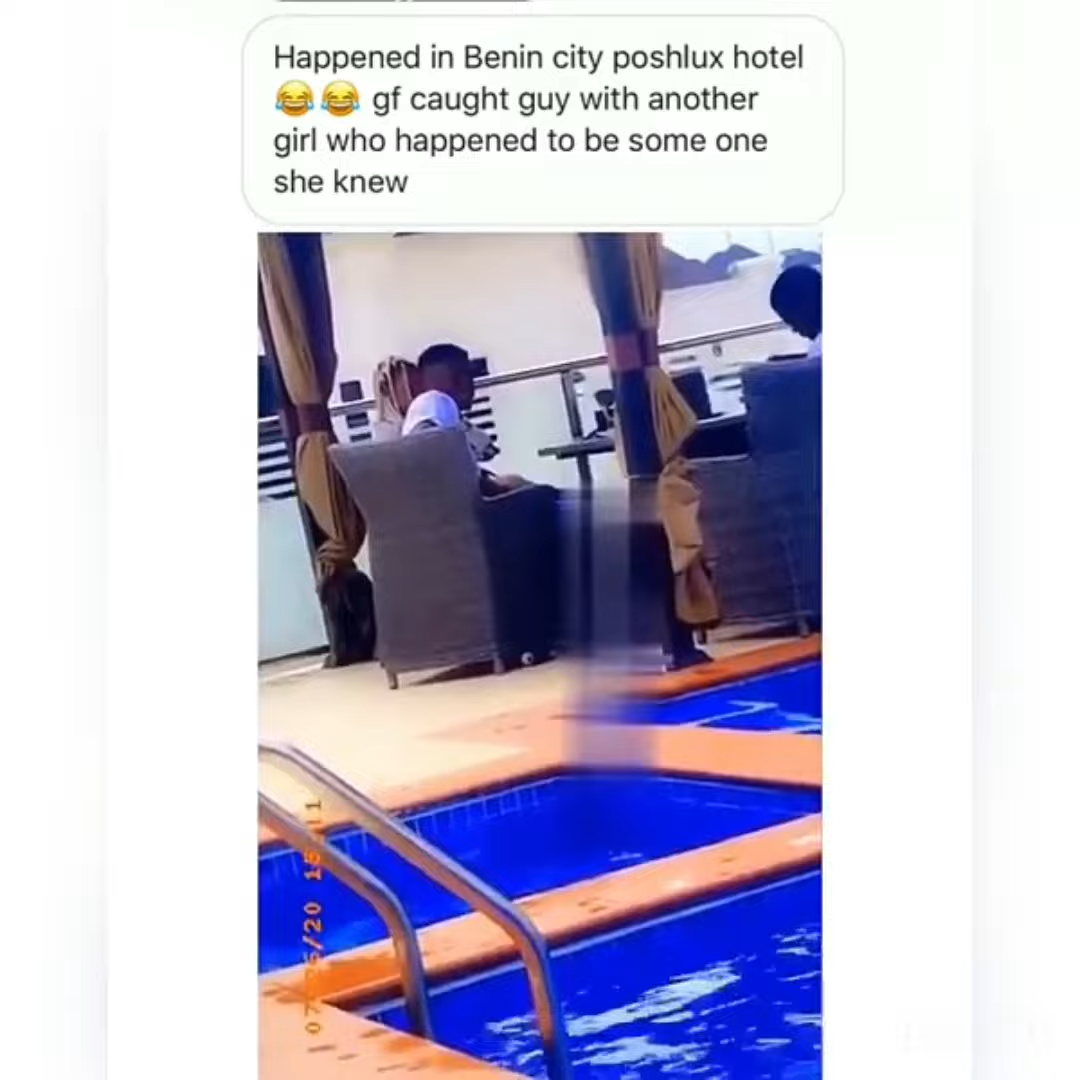 Happened in Benin city poshlux hotel
😂😂 gf caught guy with another
girl who happened to be some one
she knew